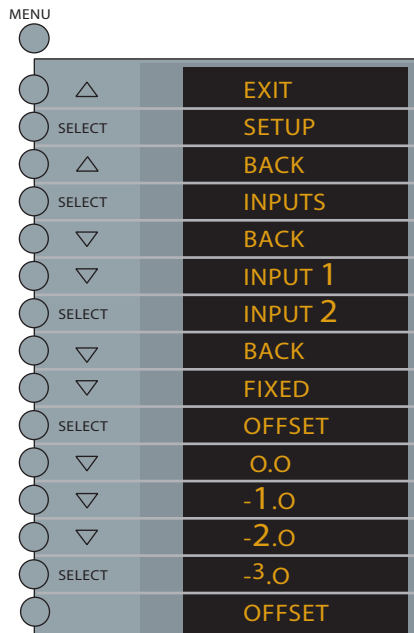 MENU
EXIT
SELECT SETUP
BACK
SELECT INPUTS
BACK
INPUT 1
SELECT INPUT 2
BACK
FIXED
SELECT OFFSET
0.0
-1.0
-2.0
SELECT -3.0
OFFSET